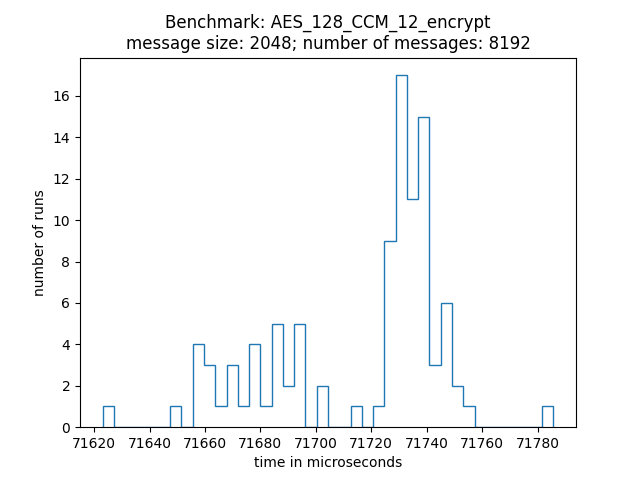 Benchmark: AES_128_CCM_12_encrypt
message size: 2048; number of messages: 8192
number of runs
16
14
12
10
8
6
4
2
0
71620 71640 71660 71680 71700 71720 71740 71760 71780
time in microseconds